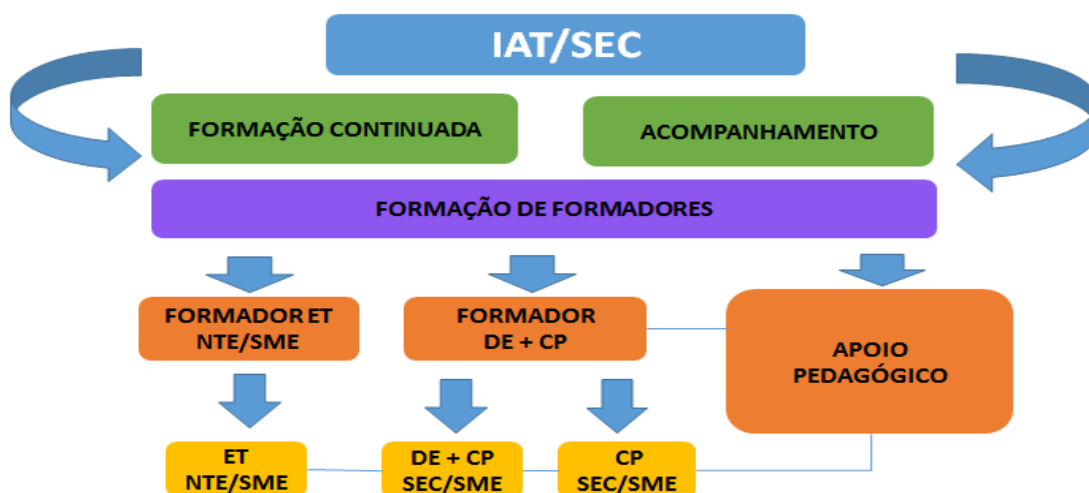 IAT/SEC
FORMAÇÃO CONTINUADA
ACOMPANHAMENTO
FORMAÇÃO DE FORMADORES
FORMADOR ET
NTE/SME
FORMADOR
DE + CP
APOIO
PEDAGÓGICO
ET
NTE/SME
DE + CP
SEC/SME
CP
SEC/SME